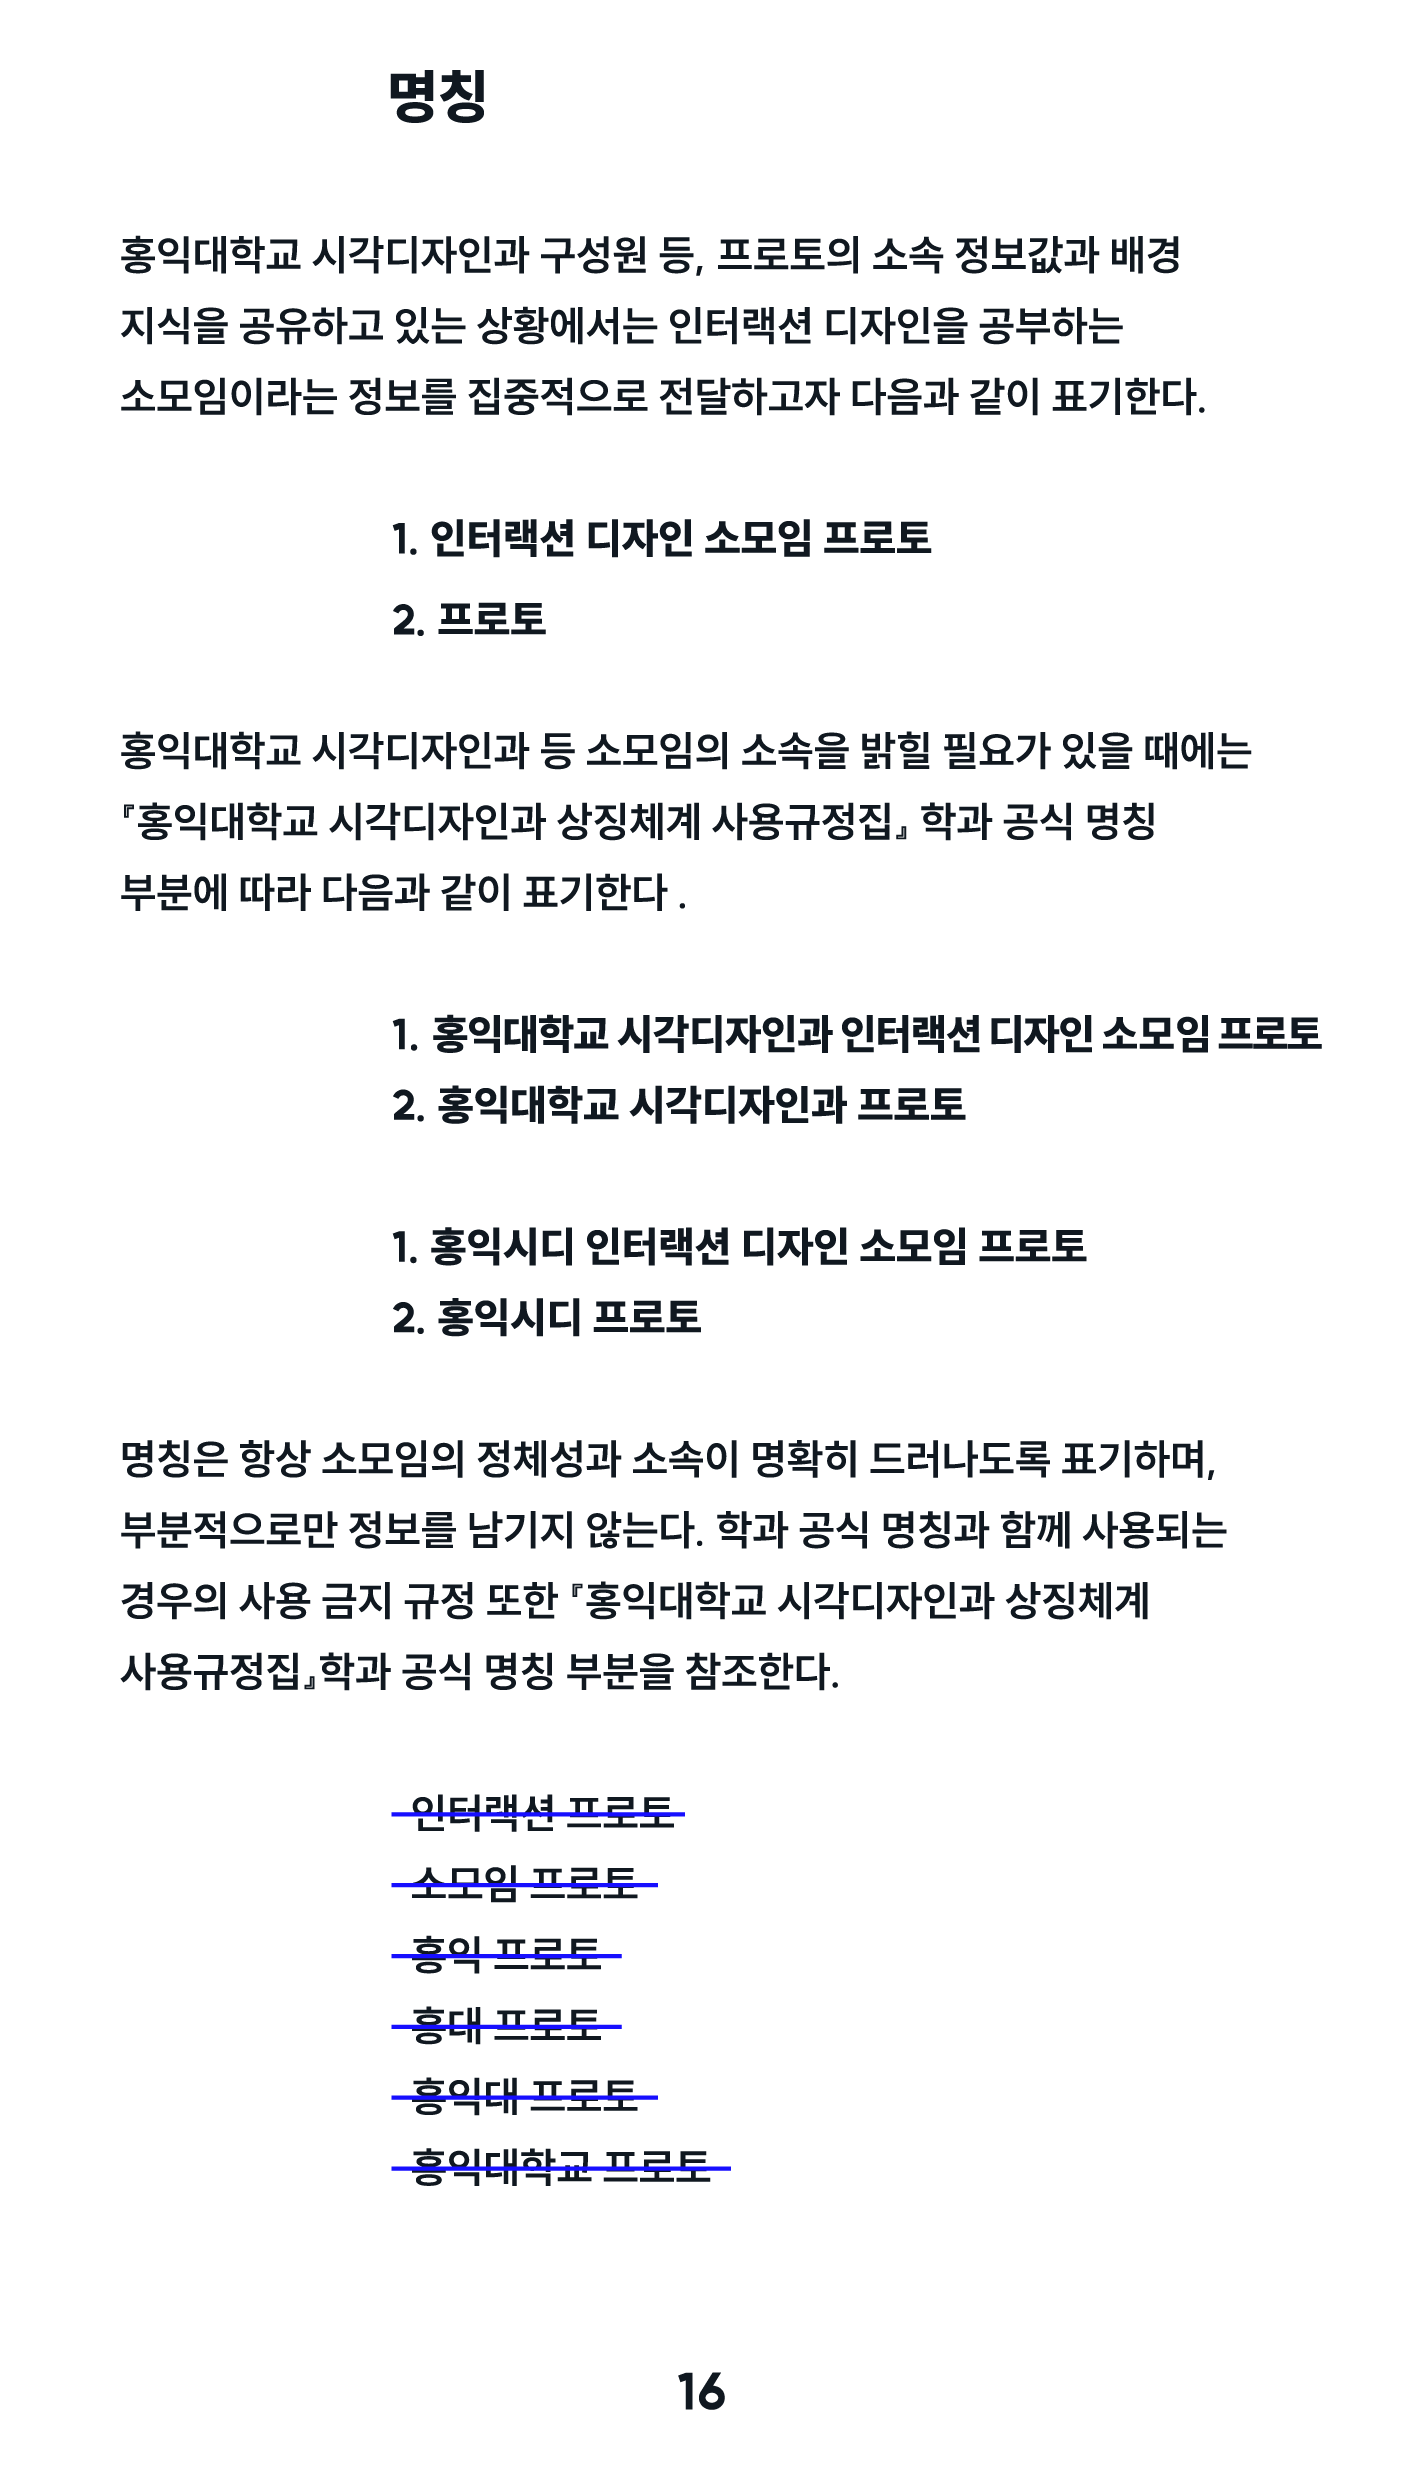 명칭
홍익대학교 시각디자인과 구성원 등, 프로토의 소속 정보값과 배경
지식을 공유하고 있는 상황에서는 인터랙션 디자인을 공부하는
소모임이라는 정보를 집중적으로 전달하고자 다음과 같이 표기한다.
1. 인터랙션 디자인 소모임 프로토
2. 프로토
홍익대학교 시각디자인과 등 소모임의 소속을 밝힐 필요가 있을 때에는
『홍익대학교 시각디자인과 상징체계 사용규정집』 학과 공식 명칭
부분에 따라 다음과 같이 표기한다 .
1. 홍익대학교 시각디자인과 인터랙션 디자인 소모임 프로토
2. 홍익대학교 시각디자인과 프로토
1. 홍익시디 인터랙션 디자인 소모임 프로토
2. 홍익시디 프로토
명칭은 항상 소모임의 정체성과 소속이 명확히 드러나도록 표기하며,
부분적으로만 정보를 남기지 않는다. 학과 공식 명칭과 함께 사용되는
경우의 사용 금지 규정 또한 『홍익대학교 시각디자인과 상징체계
사용규정집』학과 공식 명칭 부분을 참조한다.
인터랙션 프로토
소모임 프로토
홍익 프로토
홍대 프로토
홍익대 프로토
홍익대학교 프로토
16